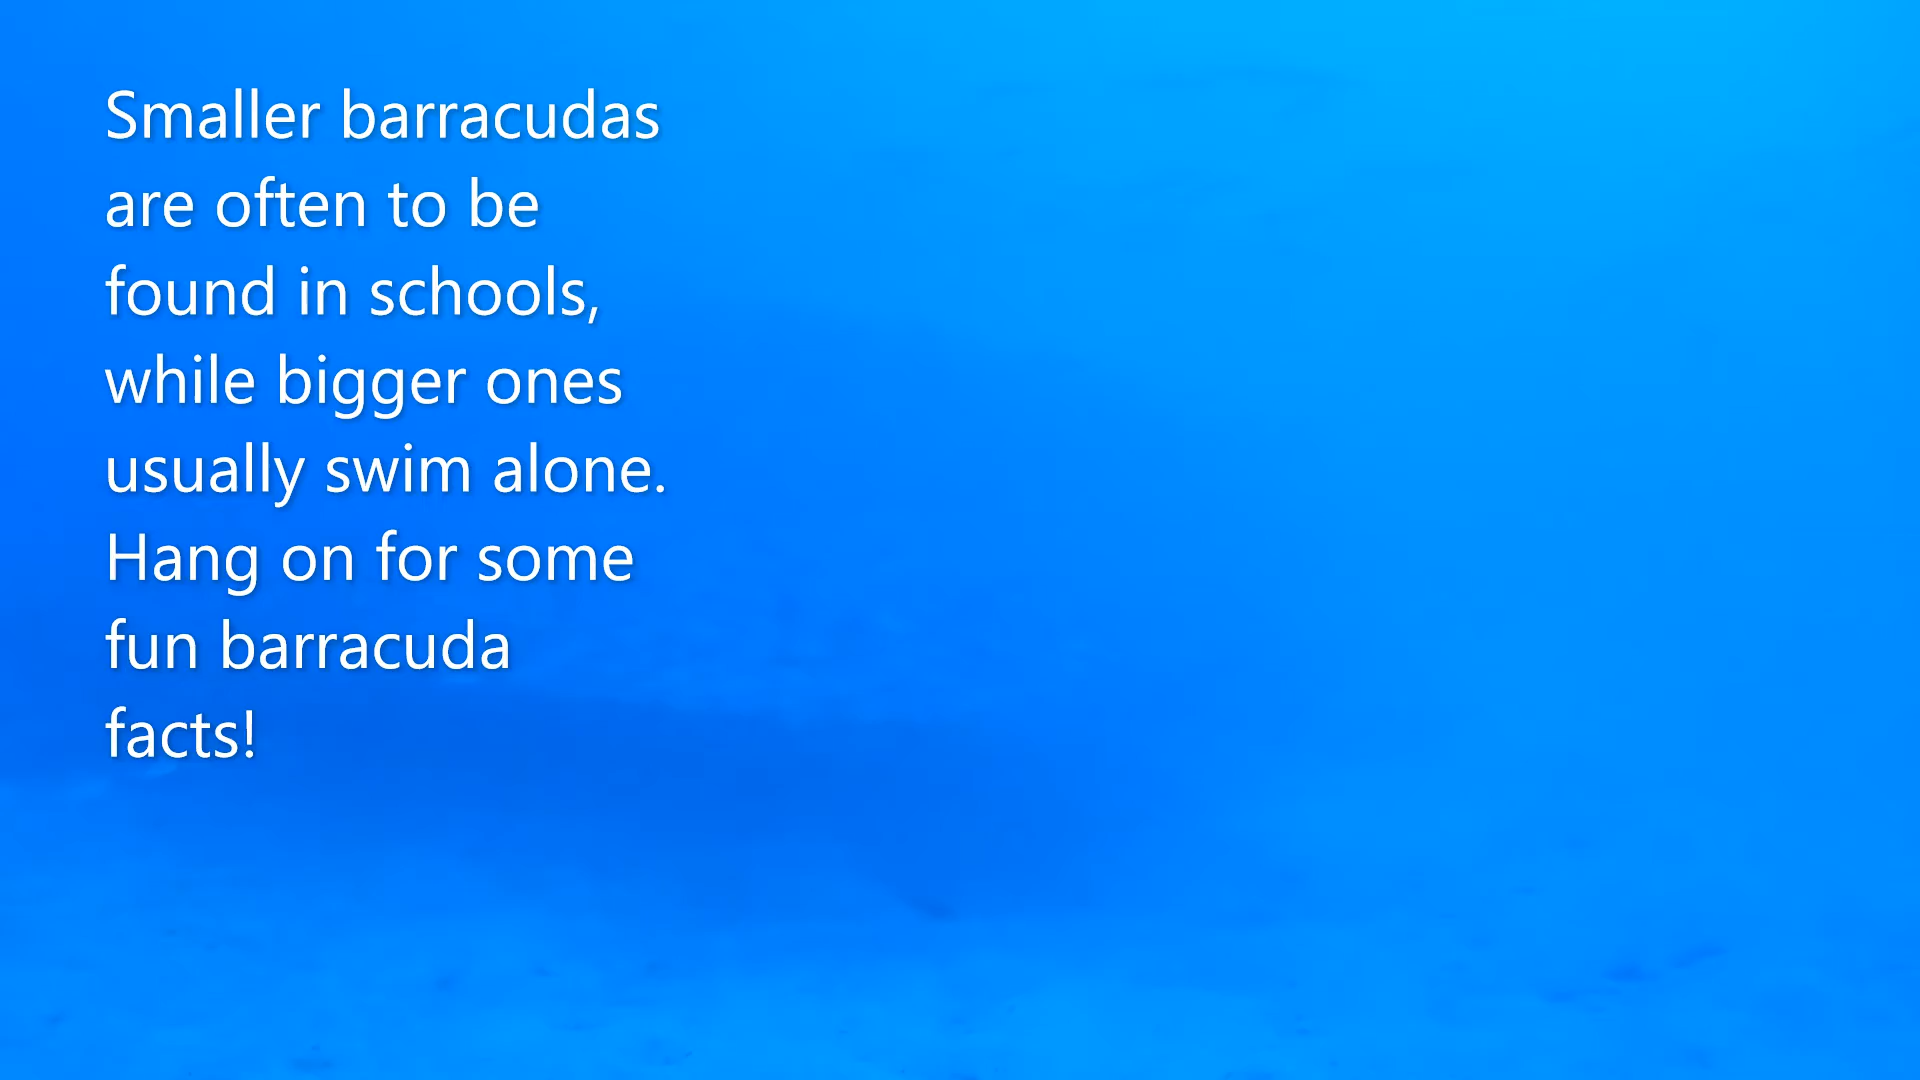 Smaller barracudas
are often to be
found in schools,
while bigger ones
usually swim alone.
Hang on for some
fun barracuda
facts!